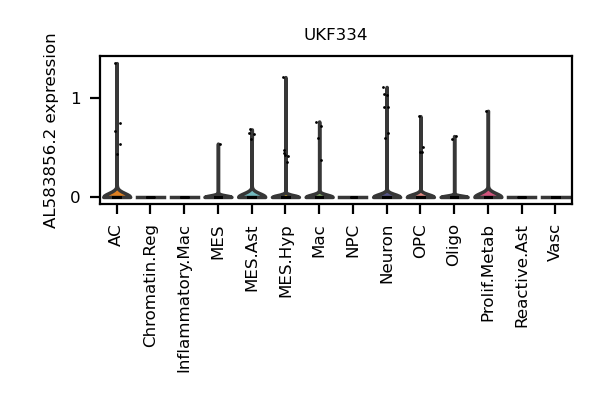 UKF334
AL583856.2 expression
1
0
AC
Chromatin.Reg
Inflammatory.Mac
MES
MES.Ast
MES.Hyp
Mac
NPC
Neuron
OPC
Oligo
Prolif.Metab
Reactive.Ast
Vasc